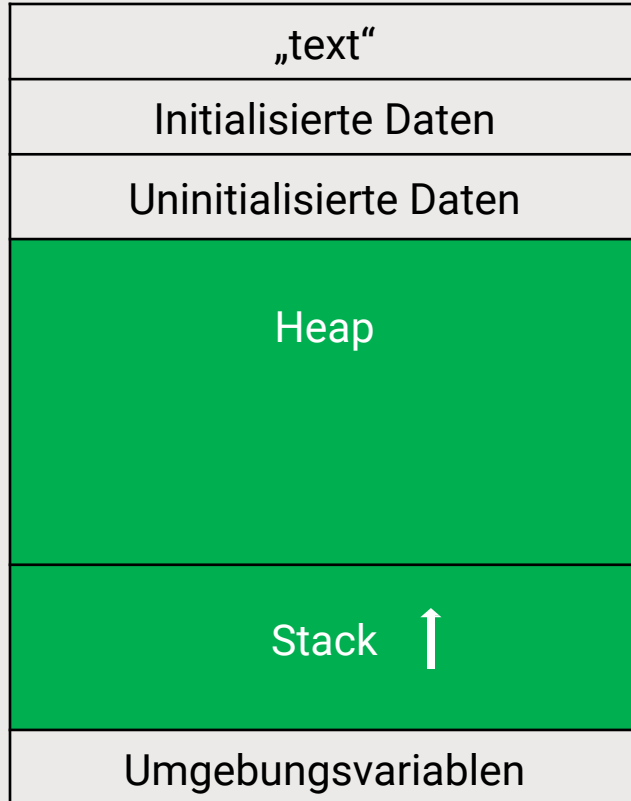 „text“
Initialisierte Daten
Uninitialisierte Daten
Heap
Stack
Umgebungsvariablen